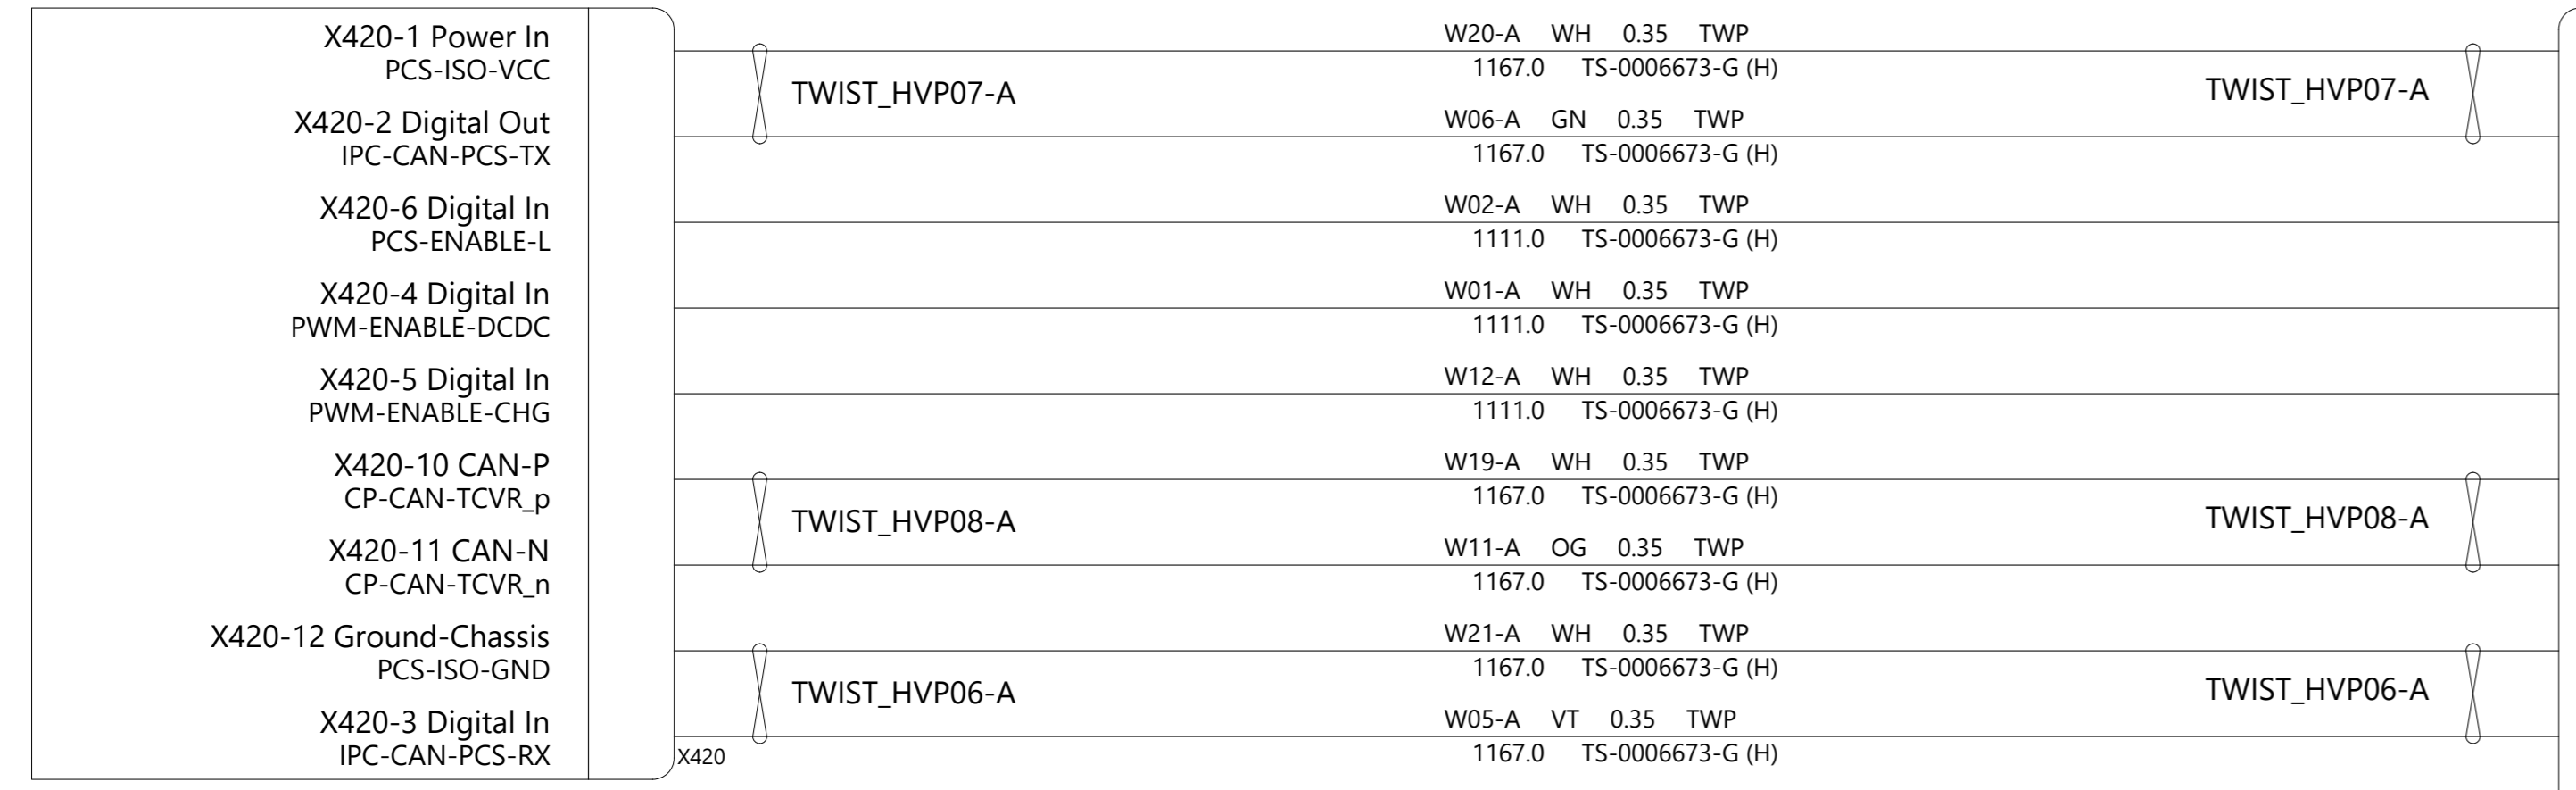 X420-1 Power In
PCS-ISO-VCC
W20-A WH 0.35 TWP
1167.0 TS-0006673-G (H)
TWIST_HVP07-A
TWIST_HVP07-A
X420-2 Digital Out
IPC-CAN-PCS-TX
W06-A GN 0.35 TWP
1167.0 TS-0006673-G (H)
X420-6 Digital In
PCS-ENABLE-L
W02-A WH 0.35 TWP
1111.0 TS-0006673-G (H)
X420-4 Digital In
PWM-ENABLE-DCDC
W01-A WH 0.35 TWP
1111.0 TS-0006673-G (H)
X420-5 Digital In
PWM-ENABLE-CHG
W12-A WH 0.35 TWP
1111.0 TS-0006673-G (H)
X420-10 CAN-P
CP-CAN-TCVR_p
W19-A WH 0.35 TWP
1167.0 TS-0006673-G (H)
TWIST_HVP08-A
TWIST_HVP08-A
X420-11 CAN-N
CP-CAN-TCVR_n
W11-A OG 0.35 TWP
1167.0 TS-0006673-G (H)
X420-12 Ground-Chassis
PCS-ISO-GND
W21-A WH 0.35 TWP
1167.0 TS-0006673-G (H)
TWIST_HVP06-A
TWIST_HVP06-A
X420-3 Digital In
IPC-CAN-PCS-RX
X420
W05-A VT 0.35 TWP
1167.0 TS-0006673-G (H)